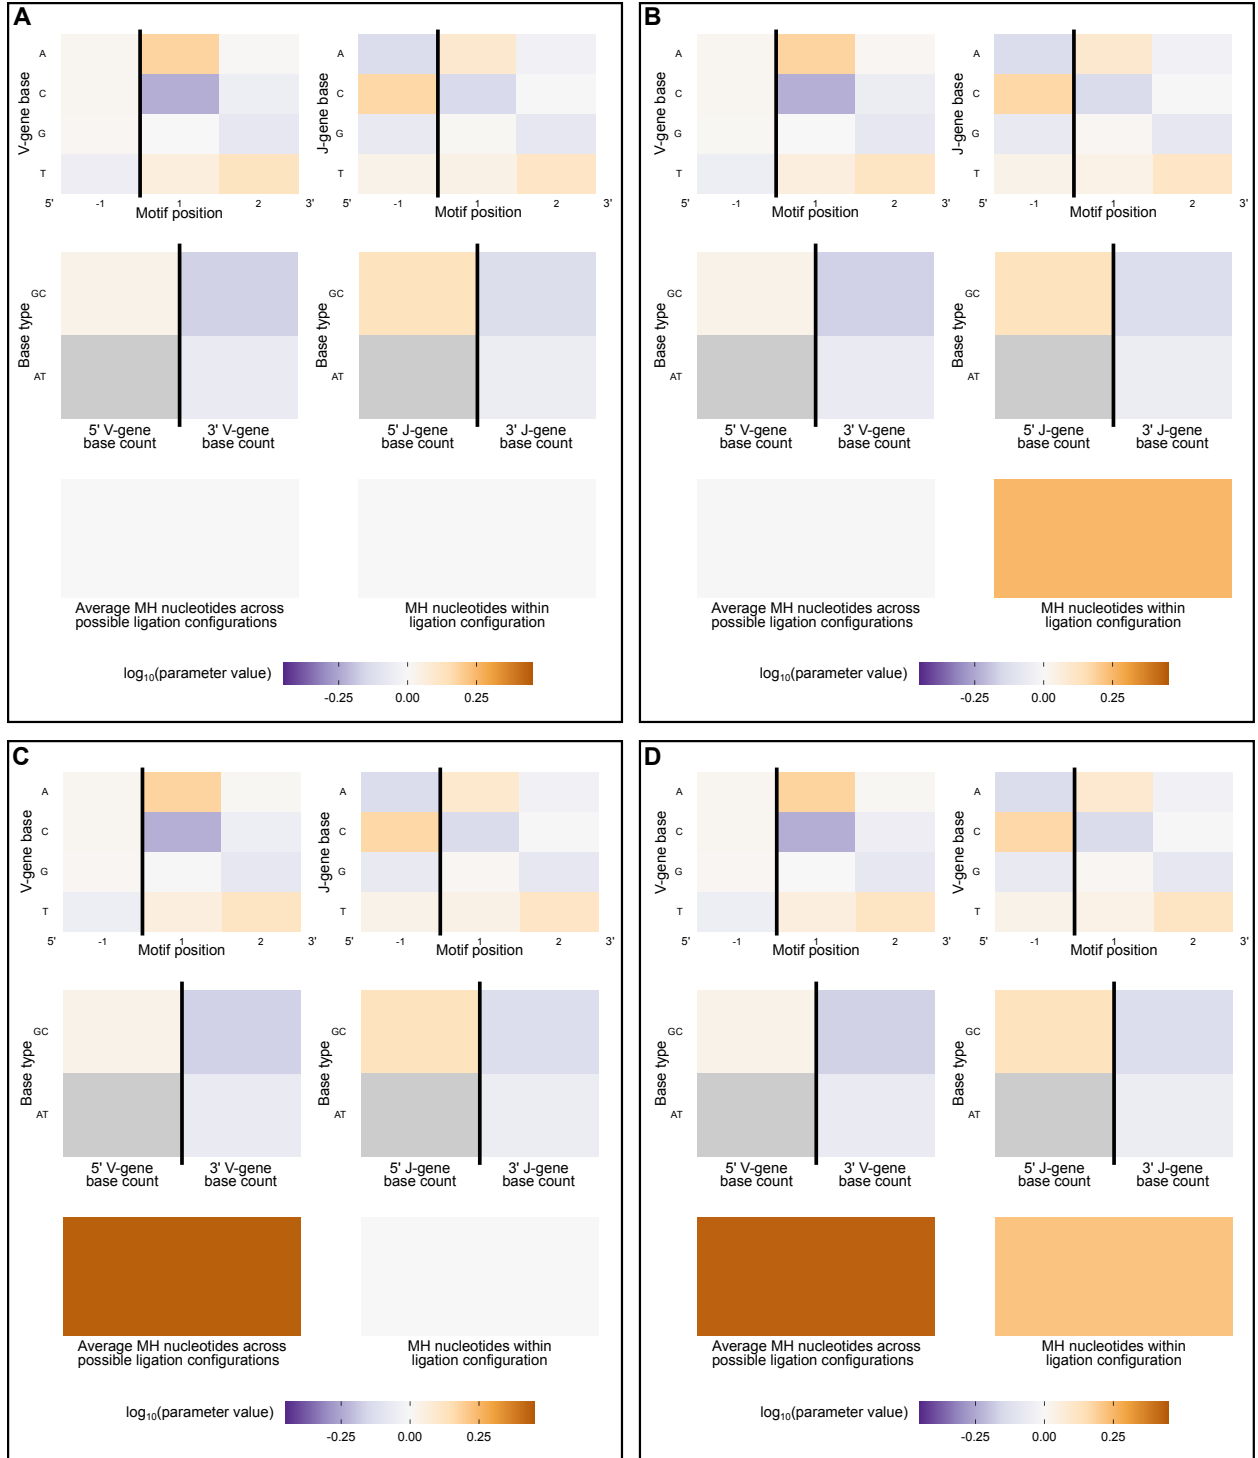 A
V-gene base
A
C
G
T
5'
-1
1
2
3'
Motif position
J-gene base
A
C
G
T
5'
-1
1
2
3'
Motif position
Base type
GC
AT
5' V-gene
base count
3' V-gene
base count
Base type
GC
AT
5' J-gene
base count
3' J-gene
base count
Average MH nucleotides across
possible ligation configurations
MH nucleotides within
ligation configuration
log10(parameter value)
-0.25
0.00
0.25
B
V-gene base
A
C
G
T
5'
-1
1
2
3'
Motif position
J-gene base
A
C
G
T
5'
-1
1
2
3'
Motif position
Base type
GC
AT
5' V-gene
base count
3' V-gene
base count
Base type
GC
AT
5' J-gene
base count
3' J-gene
base count
Average MH nucleotides across
possible ligation configurations
MH nucleotides within
ligation configuration
log10(parameter value)
-0.25
0.00
0.25
C
V-gene base
A
C
G
T
5'
-1
1
2
3'
Motif position
J-gene base
A
C
G
T
5'
-1
1
2
3'
Motif position
Base type
GC
AT
5' V-gene
base count
3' V-gene
base count
Base type
GC
AT
5' J-gene
base count
3' J-gene
base count
Average MH nucleotides across
possible ligation configurations
MH nucleotides within
ligation configuration
log10(parameter value)
-0.25
0.00
0.25
D
V-gene base
A
C
G
T
5'
-1
1
2
3'
Motif position
V-gene base
A
C
G
T
5'
-1
1
2
3'
Motif position
Base type
GC
AT
5' V-gene
base count
3' V-gene
base count
Base type
GC
AT
5' J-gene
base count
3' J-gene
base count
Average MH nucleotides across
possible ligation configurations
MH nucleotides within
ligation configuration
log10(parameter value)
-0.25
0.00
0.25